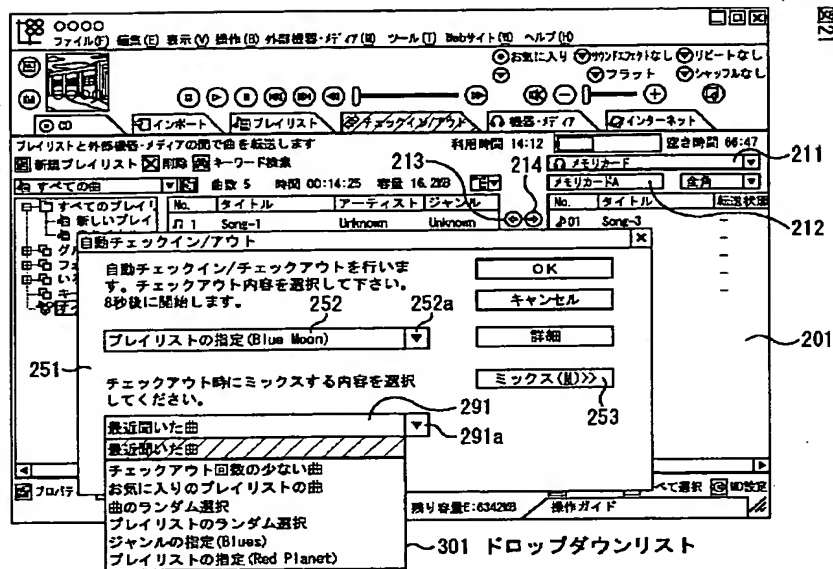 図21
○○○○
ファイル(F) 編集(E) 表示(V) 操作(B) 外部機器・メディア(M) ツール(T) Webサイト(W) ヘルプ(H)
お気に入り サウンドエフェクトなし リピートなし
フラット シャッフルなし
CD インポート プレイリスト チェックイン/アウト 機器・メディア インターネット
プレイリストと外部機器・メディアの間で曲を転送します 利用時間 14:12 空き時間 66:47
新規プレイリスト 削除 キーワード検索 213 214 メモリカード 211
すべての曲 曲数 5 時間 00:14:25 容量 16.2MB メモリカードA 全角 212
すべてのプレイリ No. タイトル アーティスト ジャンル No. タイトル 転送状態
新しいプレイ 1 Song-1 Unknown Unknown 01 Song-3
自動チェックイン/アウト
自動チェックイン/チェックアウトを行いま
す。チェックアウト内容を選択して下さい。
8秒後に開始します。
OK
キャンセル
252 252a
プレイリストの指定(Blue Moon) 詳細
201
251
チェックアウト時にミックスする内容を選択
してください。
ミックス(M)>>
253
291
最近聞いた曲
291a
最近聞いた曲
チェックアウト回数の少ない曲
お気に入りのプレイリストの曲
曲のランダム選択
プレイリストのランダム選択
ジャンルの指定(Blues)
プレイリストの指定(Red Planet)
プロパティ べて選択 MD設定
残り容量E:6342MB 操作ガイド
301 ドロップダウンリスト